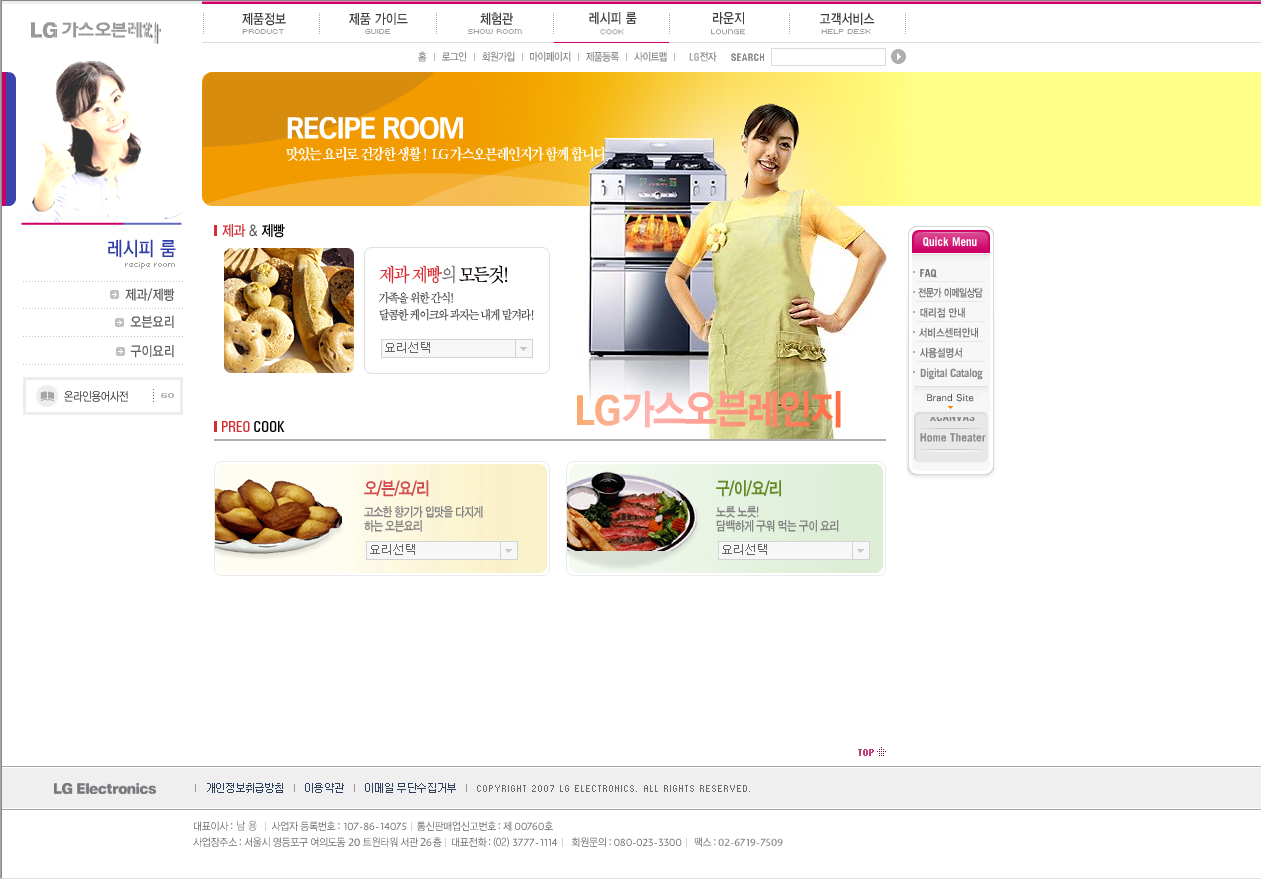 LG 가스오븐레인지
제품정보
PRODUCT
제품 가이드
GUIDE
체험관
SHOW ROOM
레시피 룸
COOK
라운지
LOUNGE
고객서비스
HELP DESK
홈 | 로그인 | 회원가입 | 마이페이지 | 제품등록 | 사이트맵 | LG전자 SEARCH
RECIPE ROOM
맛있는 요리로 건강한 생활! LG가스오븐레인지가 함께 합니다
레시피 룸
recipe room
제과/제빵
오븐요리
구이요리
온라인용어사전 GO
제과 & 제빵
제과 제빵의 모든것!
가족을 위한 간식!
달콤한 케이크와 과자는 내게 맡겨라!
요리선택
LG가스오븐레인지
PREO COOK
오/븐/요/리
고소한 향기가 입맛을 다지게
하는 오븐요리
요리선택
구/이/요/리
노릇 노릇!
담백하게 구워 먹는 구이 요리
요리선택
Quick Menu
FAQ
전문가 이메일상담
대리점 안내
서비스센터안내
사용설명서
Digital Catalog
Brand Site
XCANVAS
Home Theater
TOP
LG Electronics | 개인정보취급방침 | 이용약관 | 이메일 무단수집거부 | COPYRIGHT 2007 LG ELECTRONICS. ALL RIGHTS RESERVED.
대표이사 : 남 용 | 사업자 등록번호 : 107-86-14075 | 통신판매업신고번호 : 제 00760호
사업장주소 : 서울시 영등포구 여의도동 20 트윈타워 서관 26층 | 대표전화 : (02) 3777-1114 | 회원문의 : 080-023-3300 | 팩스 : 02-6719-7509